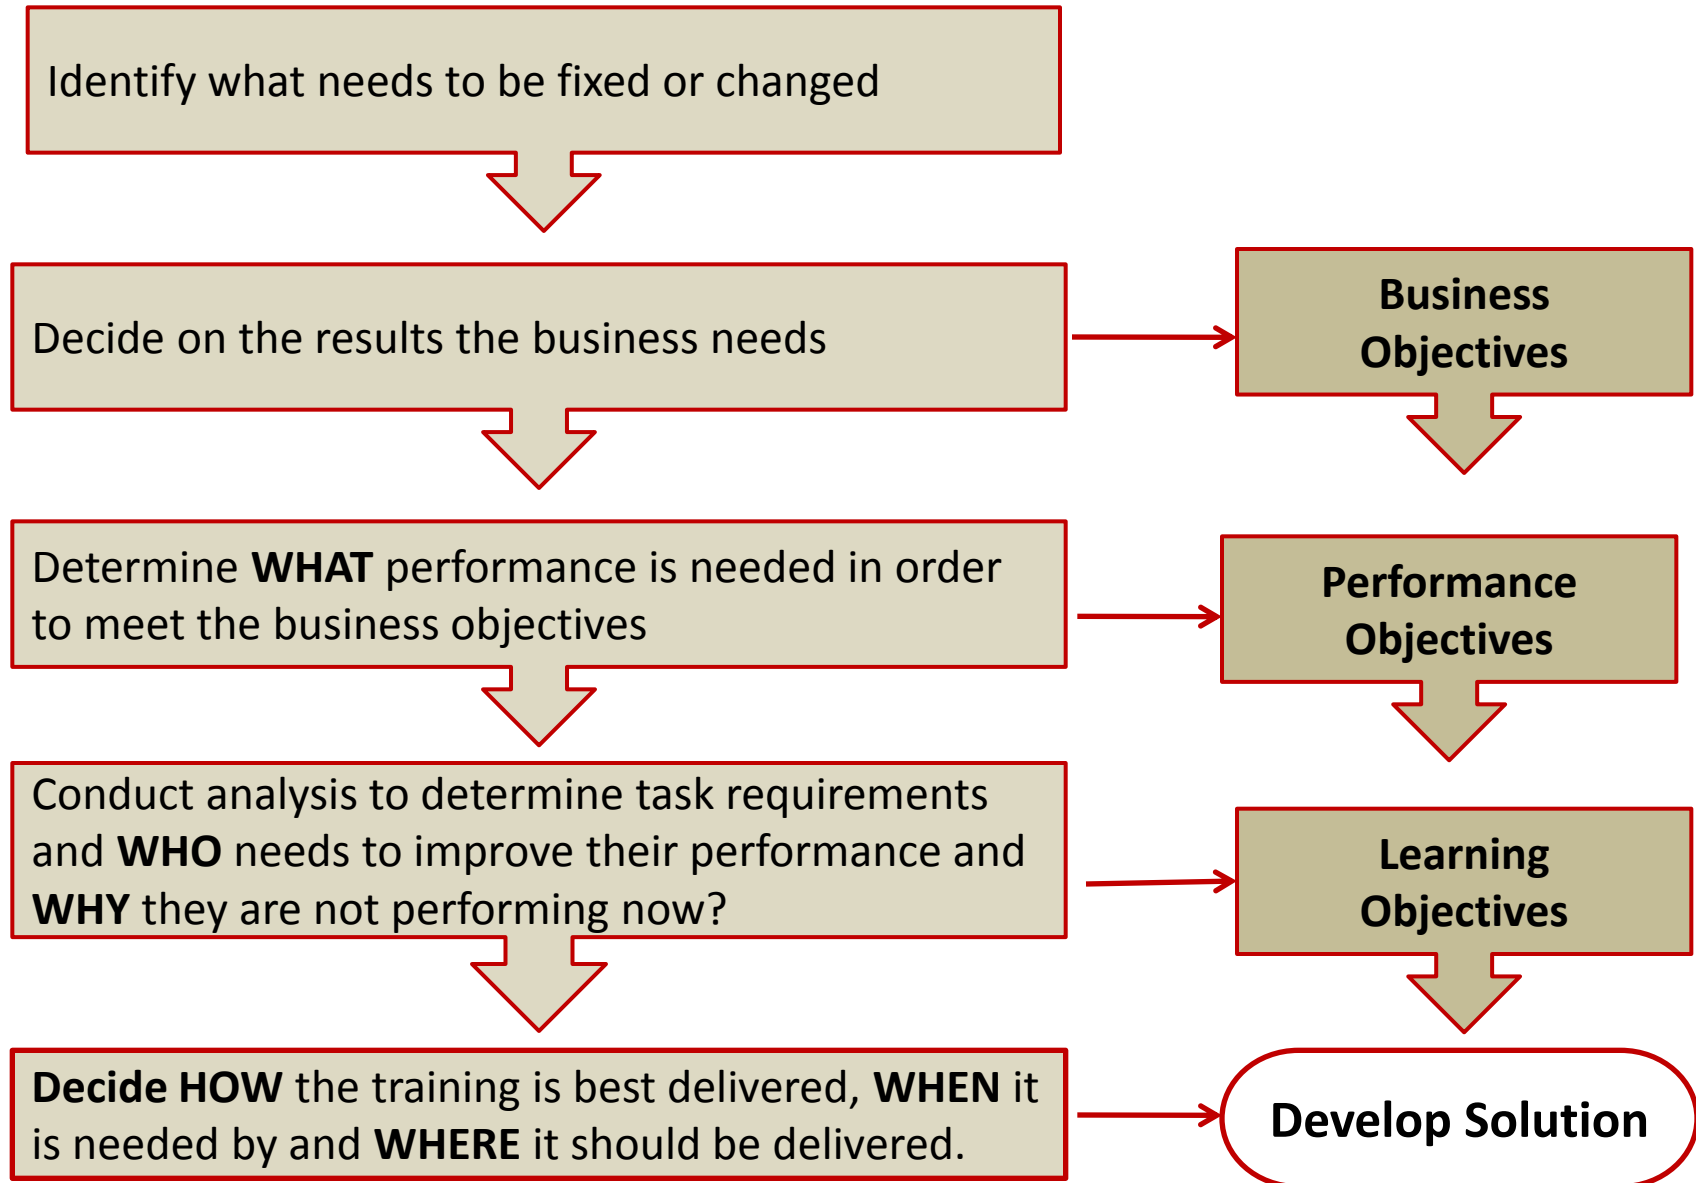 Identify what needs to be fixed or changed
Decide on the results the business needs
Business
Objectives
Determine WHAT performance is needed in order
to meet the business objectives
Performance
Objectives
Conduct analysis to determine task requirements
and WHO needs to improve their performance and
WHY they are not performing now?
Learning
Objectives
Decide HOW the training is best delivered, WHEN it
is needed by and WHERE it should be delivered.
Develop Solution